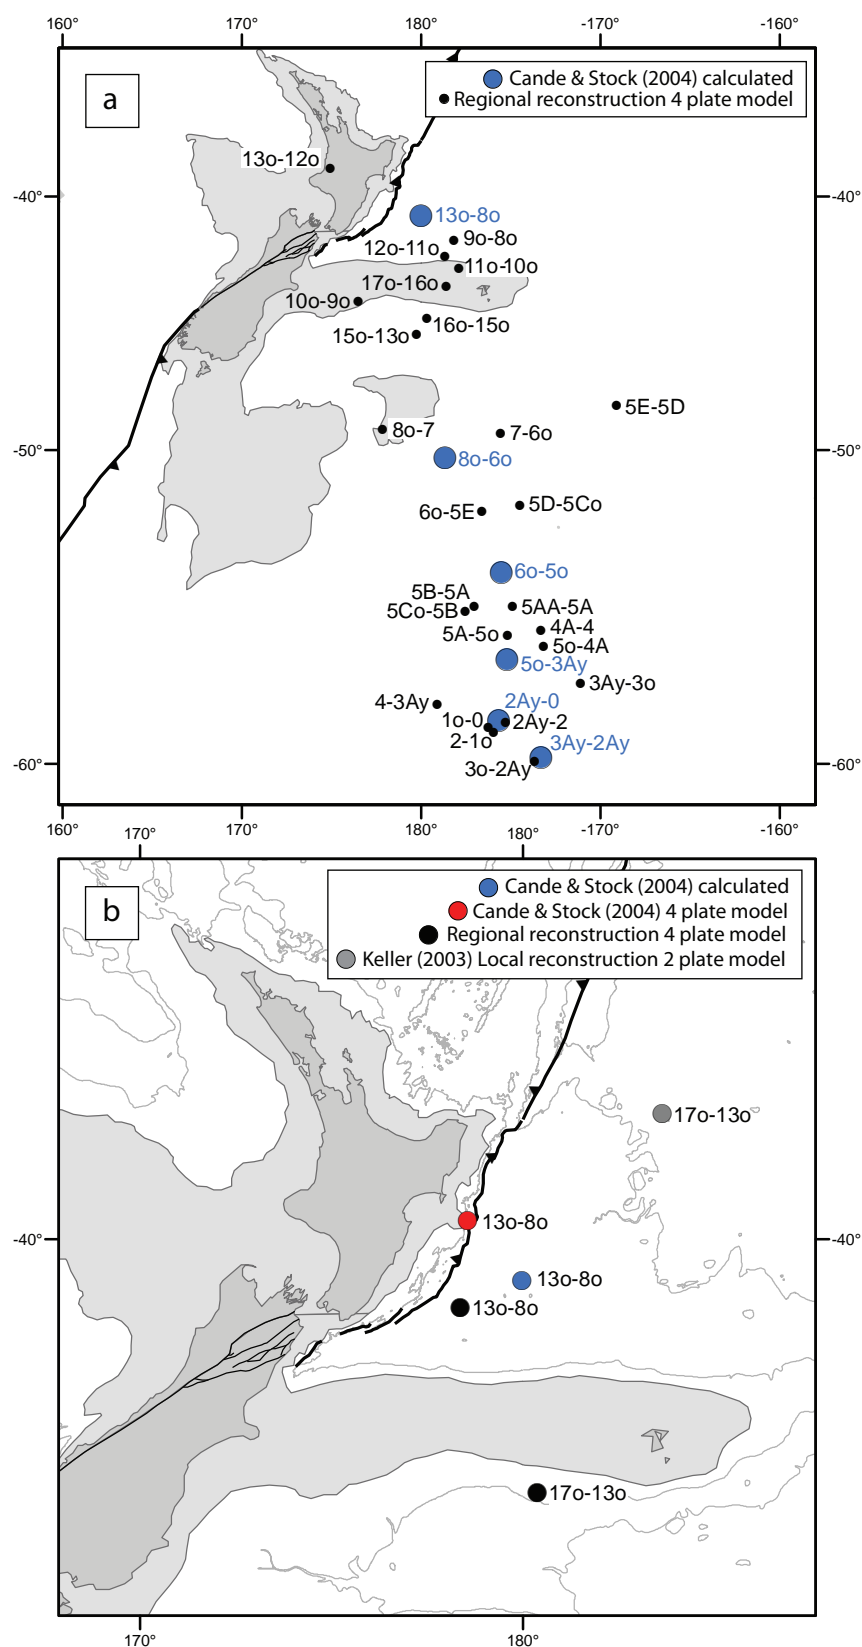 160° 170° 180° -170° -160°
a
Cande & Stock (2004) calculated
Regional reconstruction 4 plate model
13o-12o
-40° -40°
13o-8o
9o-8o
12o-11o
11o-10o
17o-16o
10o-9o
16o-15o
15o-13o
5E-5D
8o-7
7-6o
-50° -50°
8o-6o
5D-5Co
6o-5E
6o-5o
5B-5A
5AA-5A
5Co-5B
4A-4
5A-5o
5o-4A
5o-3Ay
3Ay-3o
2Ay-0
4-3Ay
1o-0
2Ay-2
2-1o
3Ay-2Ay
-60° -60°
3o-2Ay
160° 170° 180° -170° -160°
170° 180°
b
Cande & Stock (2004) calculated
Cande & Stock (2004) 4 plate model
Regional reconstruction 4 plate model
Keller (2003) Local reconstruction 2 plate model
17o-13o
13o-8o
-40° -40°
13o-8o
13o-8o
17o-13o
170° 180°